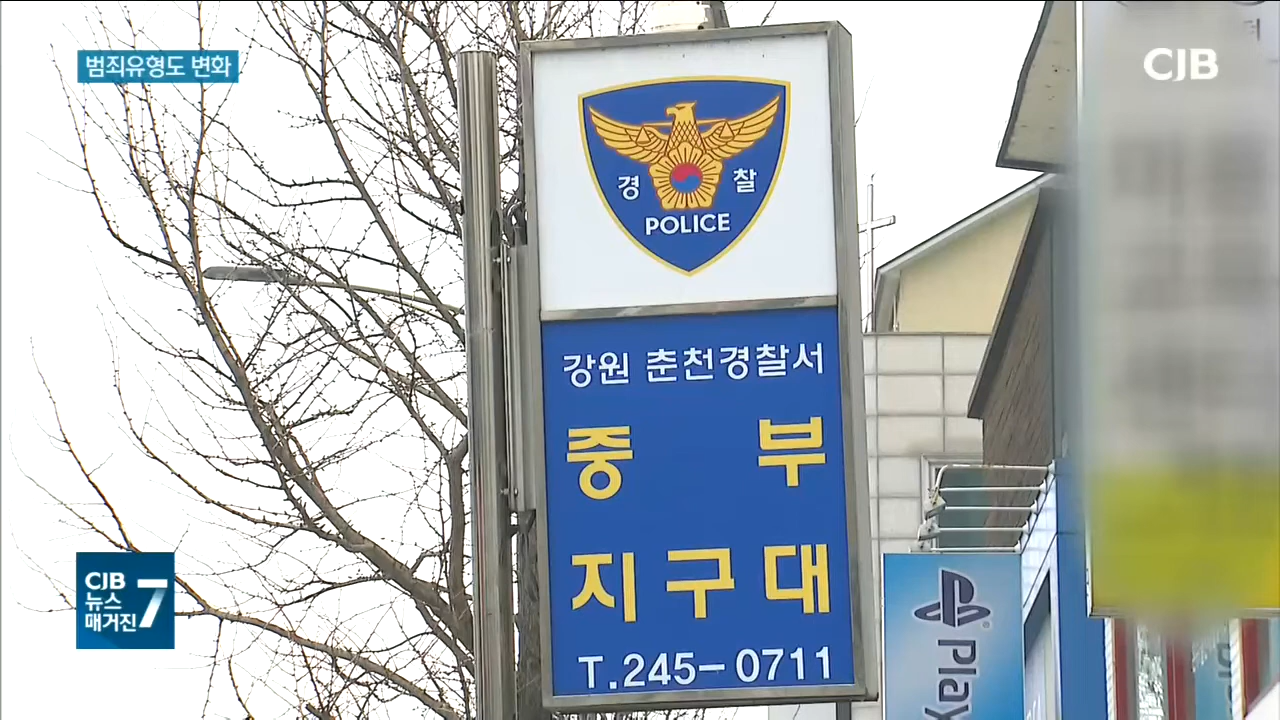 범죄유형도 변화
CJB
경 찰
POLICE
강원 춘천경찰서
중 부
지구대
T.245-0711
CJB
뉴스
매거진
7
Play